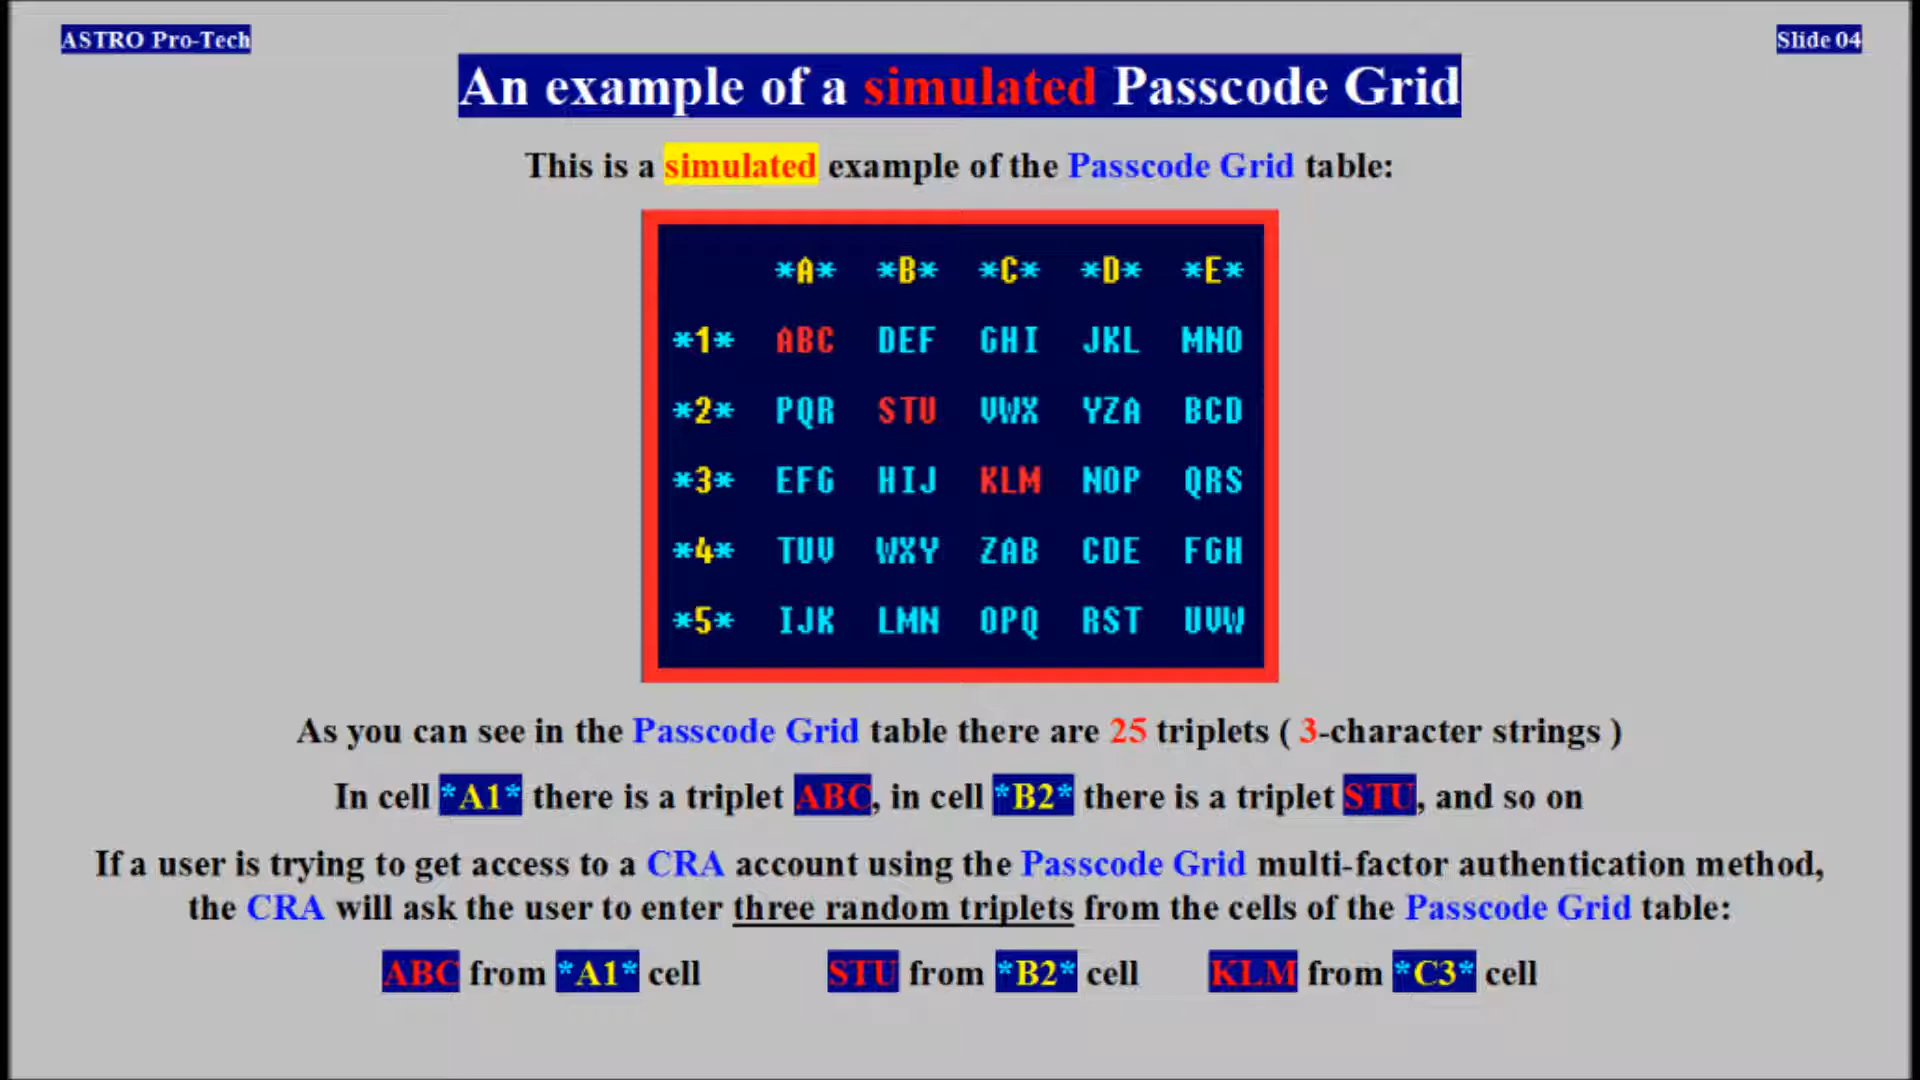 ASTRO Pro-Tech
Slide 04
An example of a simulated Passcode Grid
This is a simulated example of the Passcode Grid table:
*A* *B* *C* *D* *E*
*1* ABC DEF GHI JKL MNO
*2* PQR STU VWX YZA BCD
*3* EFG HIJ KLM NOP QRS
*4* TUV WXY ZAB CDE FGH
*5* IJK LMN OPQ RST UVW
As you can see in the Passcode Grid table there are 25 triplets ( 3-character strings )
In cell *A1* there is a triplet ABC, in cell *B2* there is a triplet STU, and so on
If a user is trying to get access to a CRA account using the Passcode Grid multi-factor authentication method,
the CRA will ask the user to enter three random triplets from the cells of the Passcode Grid table:
ABC from *A1* cell STU from *B2* cell KLM from *C3* cell